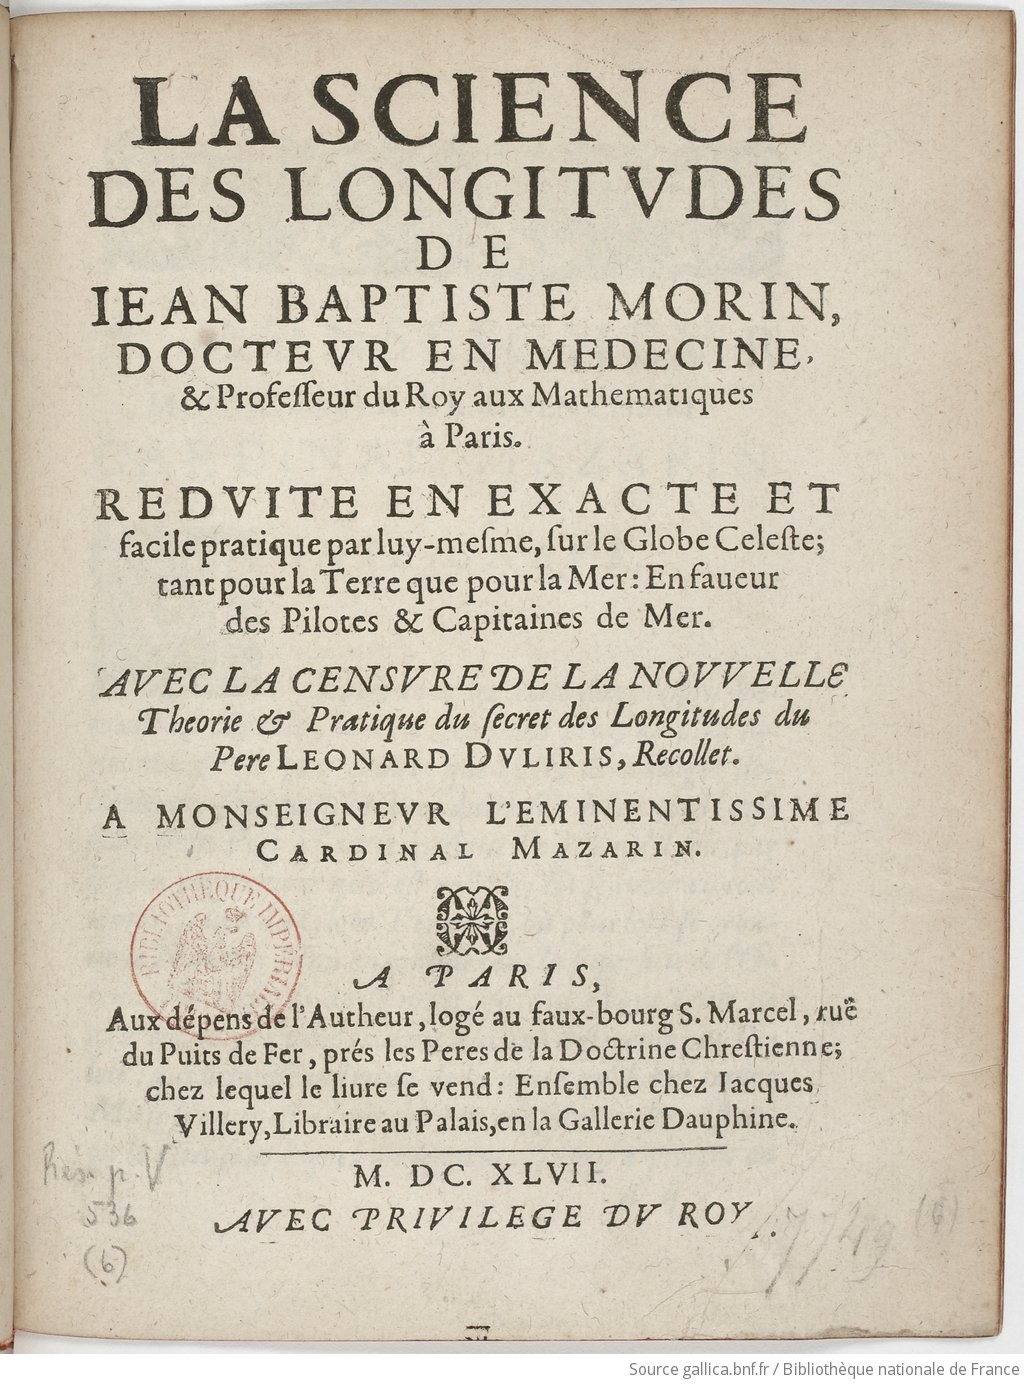 LA SCIENCE
DES LONGITVDES
DE
IEAN BAPTISTE MORIN,
DOCTEVR EN MEDECINE,
& Profeſſeur du Roy aux Mathematiques
à Paris.
REDVITE EN EXACTE ET
facile pratique par luy-meſme, ſur le Globe Celeſte;
tant pour la Terre que pour la Mer: En faueur
des Pilotes & Capitaines de Mer.
AVEC LA CENSVRE DE LA NOVVELLE
Theorie & Pratique du ſecret des Longitudes du
Pere LEONARD DVLIRIS, Recollet.
A MONSEIGNEVR L'EMINENTISSIME
CARDINAL MAZARIN.
BIBLIOTHEQUE IMPERIALE
A PARIS,
Aux dépens de l'Autheur, logé au faux-bourg S. Marcel, ruë
du Puits de Fer, prés les Peres de la Doctrine Chreſtienne;
chez lequel le liure ſe vend: Enſemble chez Iacques
Villery, Libraire au Palais, en la Gallerie Dauphine.
M. DC. XLVII.
AVEC PRIVILEGE DV ROY.
Res. p. V
536
(6)
(6)
Source gallica.bnf.fr / Bibliothèque nationale de France